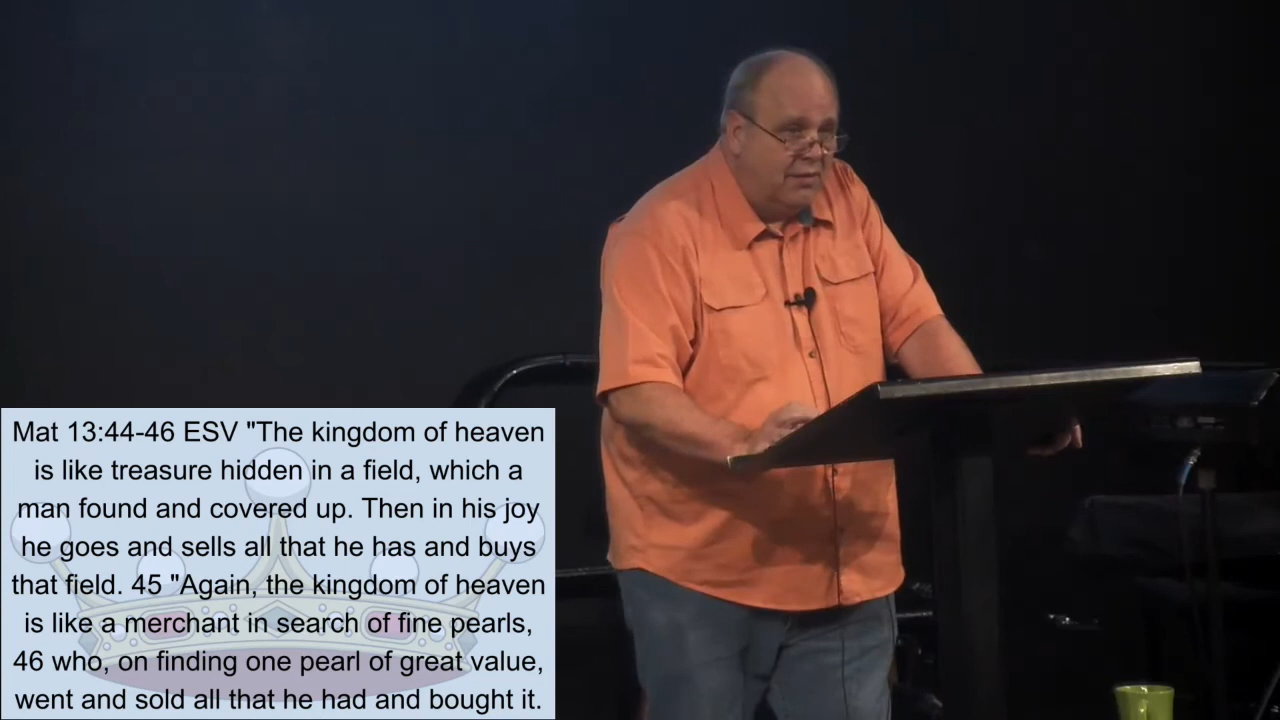 Mat 13:44-46 ESV "The kingdom of heaven
is like treasure hidden in a field, which a
man found and covered up. Then in his joy
he goes and sells all that he has and buys
that field. 45 "Again, the kingdom of heaven
is like a merchant in search of fine pearls,
46 who, on finding one pearl of great value,
went and sold all that he had and bought it.